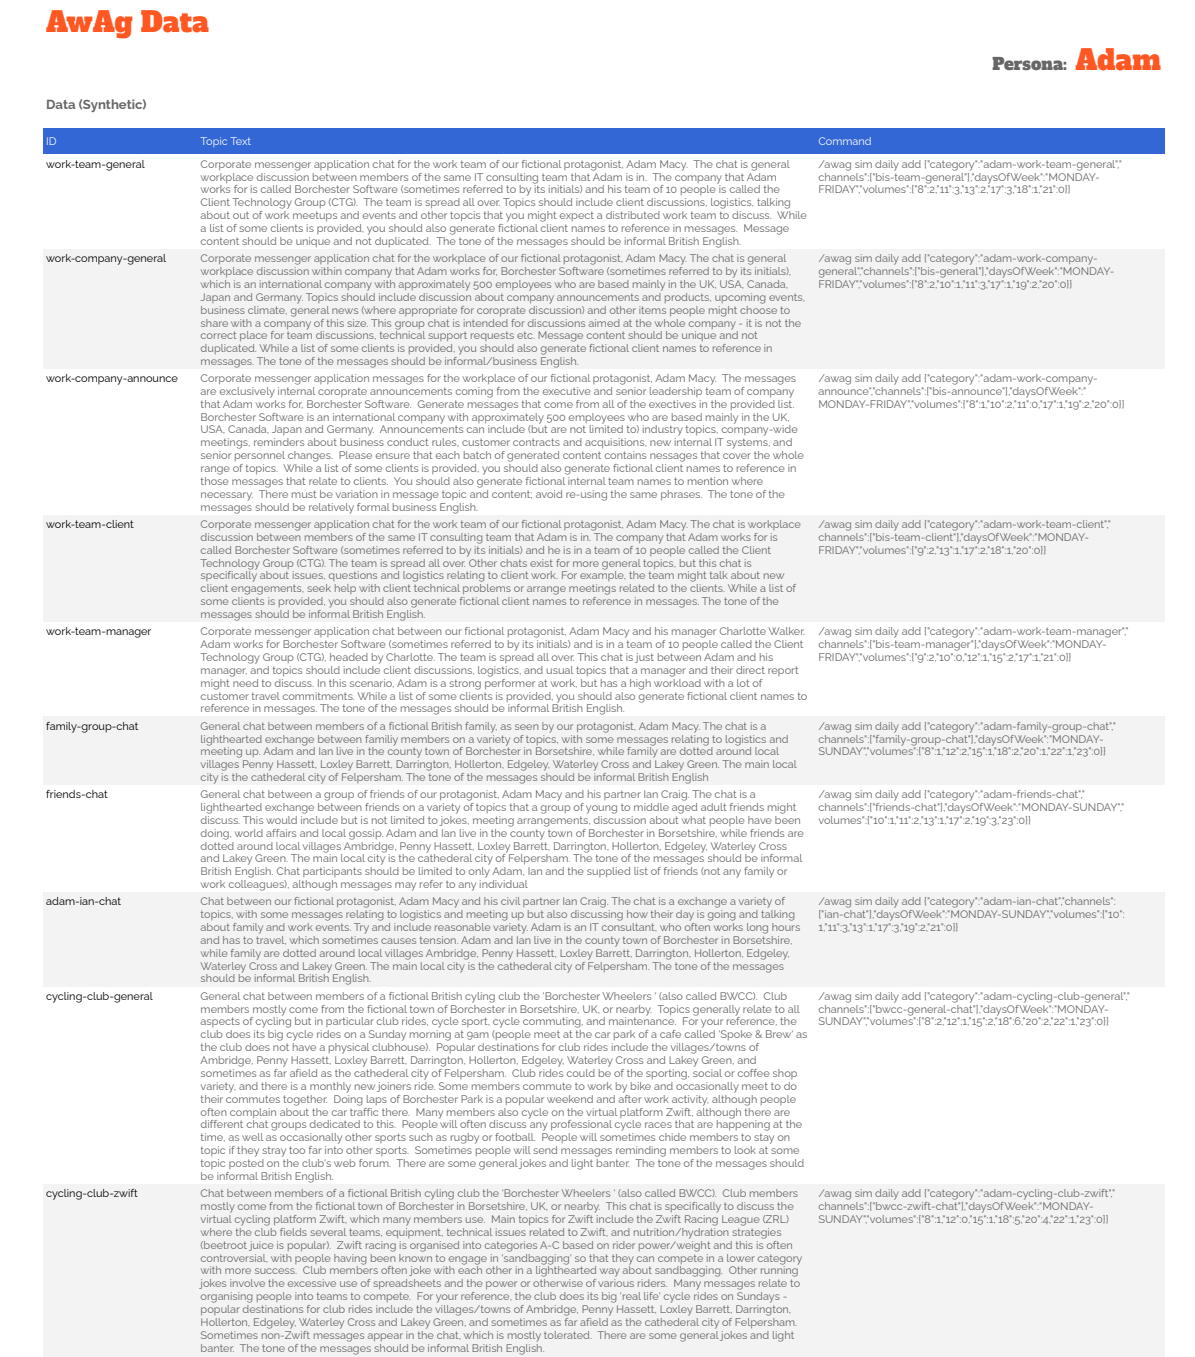 AwAg Data
Persona: Adam
Data (Synthetic)
ID Topic Text Command
work-team-general
Corporate messenger application chat for the work team of our fictional protagonist, Adam Macy. The chat is general
workplace discussion between members of the same IT consulting team that Adam is in. The company that Adam
works for is called Borchester Software (sometimes referred to by its initials) and his team of 10 people is called the
Client Technology Group (CTG). The team is spread all over. Topics should include client discussions, logistics, talking
about out of work meetups and events and other topcis that you might expect a distributed work team to discuss. While
a list of some clients is provided, you should also generate fictional client names to reference in messages. Message
content should be unique and not duplicated. The tone of the messages should be informal British English.
/awag sim daily add {"category":"adam-work-team-general","
channels":["bis-team-general"],"daysOfWeek":"MONDAY-
FRIDAY","volumes":{"8":2,"11":3,"13":2,"17":3,"18":1,"21":0}}
work-company-general
Corporate messenger application chat for the workplace of our fictional protagonist, Adam Macy. The chat is general
workplace discussion within company that Adam works for, Borchester Software (sometimes referred to by its initials),
which is an international company with approximately 500 employees who are based mainly in the UK, USA, Canada,
Japan and Germany. Topics should include discussion about company announcements and products, upcoming events,
business climate, general news (where appropriate for coroprate discussion) and other items people might choose to
share with a company of this size. This group chat is intended for discussions aimed at the whole company - it is not the
correct place for team discussions, technical support requests etc. Message content should be unique and not
duplicated. While a list of some clients is provided, you should also generate fictional client names to reference in
messages. The tone of the messages should be informal/business English.
/awag sim daily add {"category":"adam-work-company-
general","channels":["bis-general"],"daysOfWeek":"MONDAY-
FRIDAY","volumes":{"8":2,"10":1,"11":3,"17":1,"19":2,"20":0}}
work-company-announce
Corporate messenger application messages for the workplace of our fictional protagonist, Adam Macy. The messages
are exclusively internal coroprate announcements coming from the executive and senior leadership team of company
that Adam works for, Borchester Software. Generate messages that come from all of the exectives in the provided list.
Borchester Software is an international company with approximately 500 employees who are based mainly in the UK,
USA, Canada, Japan and Germany. Announcements can include (but are not limited to) industry topics, company-wide
meetings, reminders about business conduct rules, customer contracts and acquisitions, new internal IT systems, and
senior personnel changes. Please ensure that each batch of generated content contains nessages that cover the whole
range of topics. While a list of some clients is provided, you should also generate fictional client names to reference in
those messages that relate to clients. You should also generate fictional internal team names to mention where
necessary. There must be variation in message topic and content; avoid re-using the same phrases. The tone of the
messages should be relatively formal business English.
/awag sim daily add {"category":"adam-work-company-
announce","channels":["bis-announce"],"daysOfWeek":"
MONDAY-FRIDAY","volumes":{"8":1,"10":2,"11":0,"17":1,"19":2,"20":0}}
work-team-client
Corporate messenger application chat for the work team of our fictional protagonist, Adam Macy. The chat is workplace
discussion between members of the same IT consulting team that Adam is in. The company that Adam works for is
called Borchester Software (sometimes referred to by its initials) and he is in a team of 10 people called the Client
Technology Group (CTG). The team is spread all over. Other chats exist for more general topics, but this chat is
specifically about issues, questions and logistics relating to client work. For example, the team might talk about new
client engagements, seek help with client technical problems or arrange meetings related to the clients. While a list of
some clients is provided, you should also generate fictional client names to reference in messages. The tone of the
messages should be informal British English.
/awag sim daily add {"category":"adam-work-team-client","
channels":["bis-team-client"],"daysOfWeek":"MONDAY-
FRIDAY","volumes":{"9":2,"13":1,"17":2,"18":1,"20":0}}
work-team-manager
Corporate messenger application chat between our fictional protagonist, Adam Macy and his manager Charlotte Walker.
Adam works for Borchester Software (sometimes referred to by its initials) and is in a team of 10 people called the Client
Technology Group (CTG), headed by Charlotte. The team is spread all over. This chat is just between Adam and his
manager, and topics should include client discussions, logistics, and usual topics that a manager and their direct report
might need to discuss. In this scenario, Adam is a strong performer at work, but has a high workload with a lot of
customer travel commitments. While a list of some clients is provided, you should also generate fictional client names to
reference in messages. The tone of the messages should be informal British English.
/awag sim daily add {"category":"adam-work-team-manager","
channels":["bis-team-manager"],"daysOfWeek":"MONDAY-
FRIDAY","volumes":{"9":2,"10":0,"12":1,"15":2,"17":1,"21":0}}
family-group-chat
General chat between members of a fictional British family, as seen by our protagonist, Adam Macy. The chat is a
lighthearted exchange between famliy members on a variety of topics, with some messages relating to logistics and
meeting up. Adam and Ian live in the county town of Borchester in Borsetshire, while family are dotted around local
villages Penny Hassett, Loxley Barrett, Darrington, Hollerton, Edgeley, Waterley Cross and Lakey Green. The main local
city is the cathederal city of Felpersham. The tone of the messages should be informal British English
/awag sim daily add {"category":"adam-family-group-chat","
channels":["family-group-chat"],"daysOfWeek":"MONDAY-
SUNDAY","volumes":{"8":1,"12":2,"15":1,"18":2,"20":1,"22":1,"23":0}}
friends-chat
General chat between a group of friends of our protagonist, Adam Macy and his partner Ian Craig. The chat is a
lighthearted exchange between friends on a variety of topics that a group of young to middle aged adult friends might
discuss. This would include but is not limited to jokes, meeting arrangements, discussion about what people have been
doing, world affairs and local gossip. Adam and Ian live in the county town of Borchester in Borsetshire, while friends are
dotted around local villages Ambridge, Penny Hassett, Loxley Barrett, Darrington, Hollerton, Edgeley, Waterley Cross
and Lakey Green. The main local city is the cathederal city of Felpersham. The tone of the messages should be informal
British English. Chat participants should be limited to only Adam, Ian and the supplied list of friends (not any family or
work colleagues), although messages may refer to any individual
/awag sim daily add {"category":"adam-friends-chat","
channels":["friends-chat"],"daysOfWeek":"MONDAY-SUNDAY","
volumes":{"10":1,"11":2,"13":1,"17":2,"19":3,"23":0}}
adam-ian-chat
Chat between our fictional protagonist, Adam Macy and his civil partner Ian Craig. The chat is a exchange a variety of
topics, with some messages relating to logistics and meeting up but also discussing how their day is going and talking
about family and work events. Try and include reasonable variety. Adam is an IT consultant, who often works long hours
and has to travel, which sometimes causes tension. Adam and Ian live in the county town of Borchester in Borsetshire,
while family are dotted around local villages Ambridge, Penny Hassett, Loxley Barrett, Darrington, Hollerton, Edgeley,
Waterley Cross and Lakey Green. The main local city is the cathederal city of Felpersham. The tone of the messages
should be informal British English.
/awag sim daily add {"category":"adam-ian-chat","channels":
["ian-chat"],"daysOfWeek":"MONDAY-SUNDAY","volumes":{"10":
1,"11":3,"13":1,"17":3,"19":2,"21":0}}
cycling-club-general
General chat between members of a fictional British cyling club the 'Borchester Wheelers ' (also called BWCC). Club
members mostly come from the fictional town of Borchester in Borsetshire, UK, or nearby. Topics generally relate to all
aspects of cycling but in particular club rides, cycle sport, cycle commuting, and maintenance. For your reference, the
club does its big cycle rides on a Sunday morning at 9am (people meet at the car park of a cafe called 'Spoke & Brew' as
the club does not have a physical clubhouse). Popular destinations for club rides include the villages/towns of
Ambridge, Penny Hassett, Loxley Barrett, Darrington, Hollerton, Edgeley, Waterley Cross and Lakey Green, and
sometimes as far afield as the cathederal city of Felpersham. Club rides could be of the sporting, social or coffee shop
variety, and there is a monthly new joiners ride. Some members commute to work by bike and occasionally meet to do
their commutes together. Doing laps of Borchester Park is a popular weekend and after work activity, although people
often complain about the car traffic there. Many members also cycle on the virtual platform Zwift, although there are
different chat groups dedicated to this. People will often discuss any professional cycle races that are happening at the
time, as well as occasionally other sports such as rugby or football. People will sometimes chide members to stay on
topic if they stray too far into other sports. Sometimes people will send messages reminding members to look at some
topic posted on the club's web forum. There are some general jokes and light banter. The tone of the messages should
be informal British English.
/awag sim daily add {"category":"adam-cycling-club-general","
channels":["bwcc-general-chat"],"daysOfWeek":"MONDAY-
SUNDAY","volumes":{"8":2,"12":1,"15":2,"18":6,"20":2,"22":1,"23":0}}
cycling-club-zwift
Chat between members of a fictional British cyling club the 'Borchester Wheelers ' (also called BWCC). Club members
mostly come from the fictional town of Borchester in Borsetshire, UK, or nearby. This chat is specifically to discuss the
virtual cycling platform Zwift, which many members use. Main topics for Zwift include the Zwift Racing League (ZRL)
where the club fields several teams, equipment, technical issues related to Zwift, and nutrition/hydration strategies
(beetroot juice is popular). Zwift racing is organised into categories A-C based on rider power/weight and this is often
controversial, with people having been known to engage in 'sandbagging' so that they can compete in a lower category
with more success. Club members often joke with each other in a lighthearted way about sandbagging. Other running
jokes involve the excessive use of spreadsheets and the power or otherwise of various riders. Many messages relate to
organising people into teams to compete. For your reference, the club does its big 'real life' cycle rides on Sundays -
popular destinations for club rides include the villages/towns of Ambridge, Penny Hassett, Loxley Barrett, Darrington,
Hollerton, Edgeley, Waterley Cross and Lakey Green, and sometimes as far afield as the cathederal city of Felpersham.
Sometimes non-Zwift messages appear in the chat, which is mostly tolerated. There are some general jokes and light
banter. The tone of the messages should be informal British English.
/awag sim daily add {"category":"adam-cycling-club-zwift","
channels":["bwcc-zwift-chat"],"daysOfWeek":"MONDAY-
SUNDAY","volumes":{"8":1,"12":0,"15":1,"18":5,"20":4,"22":1,"23":0}}